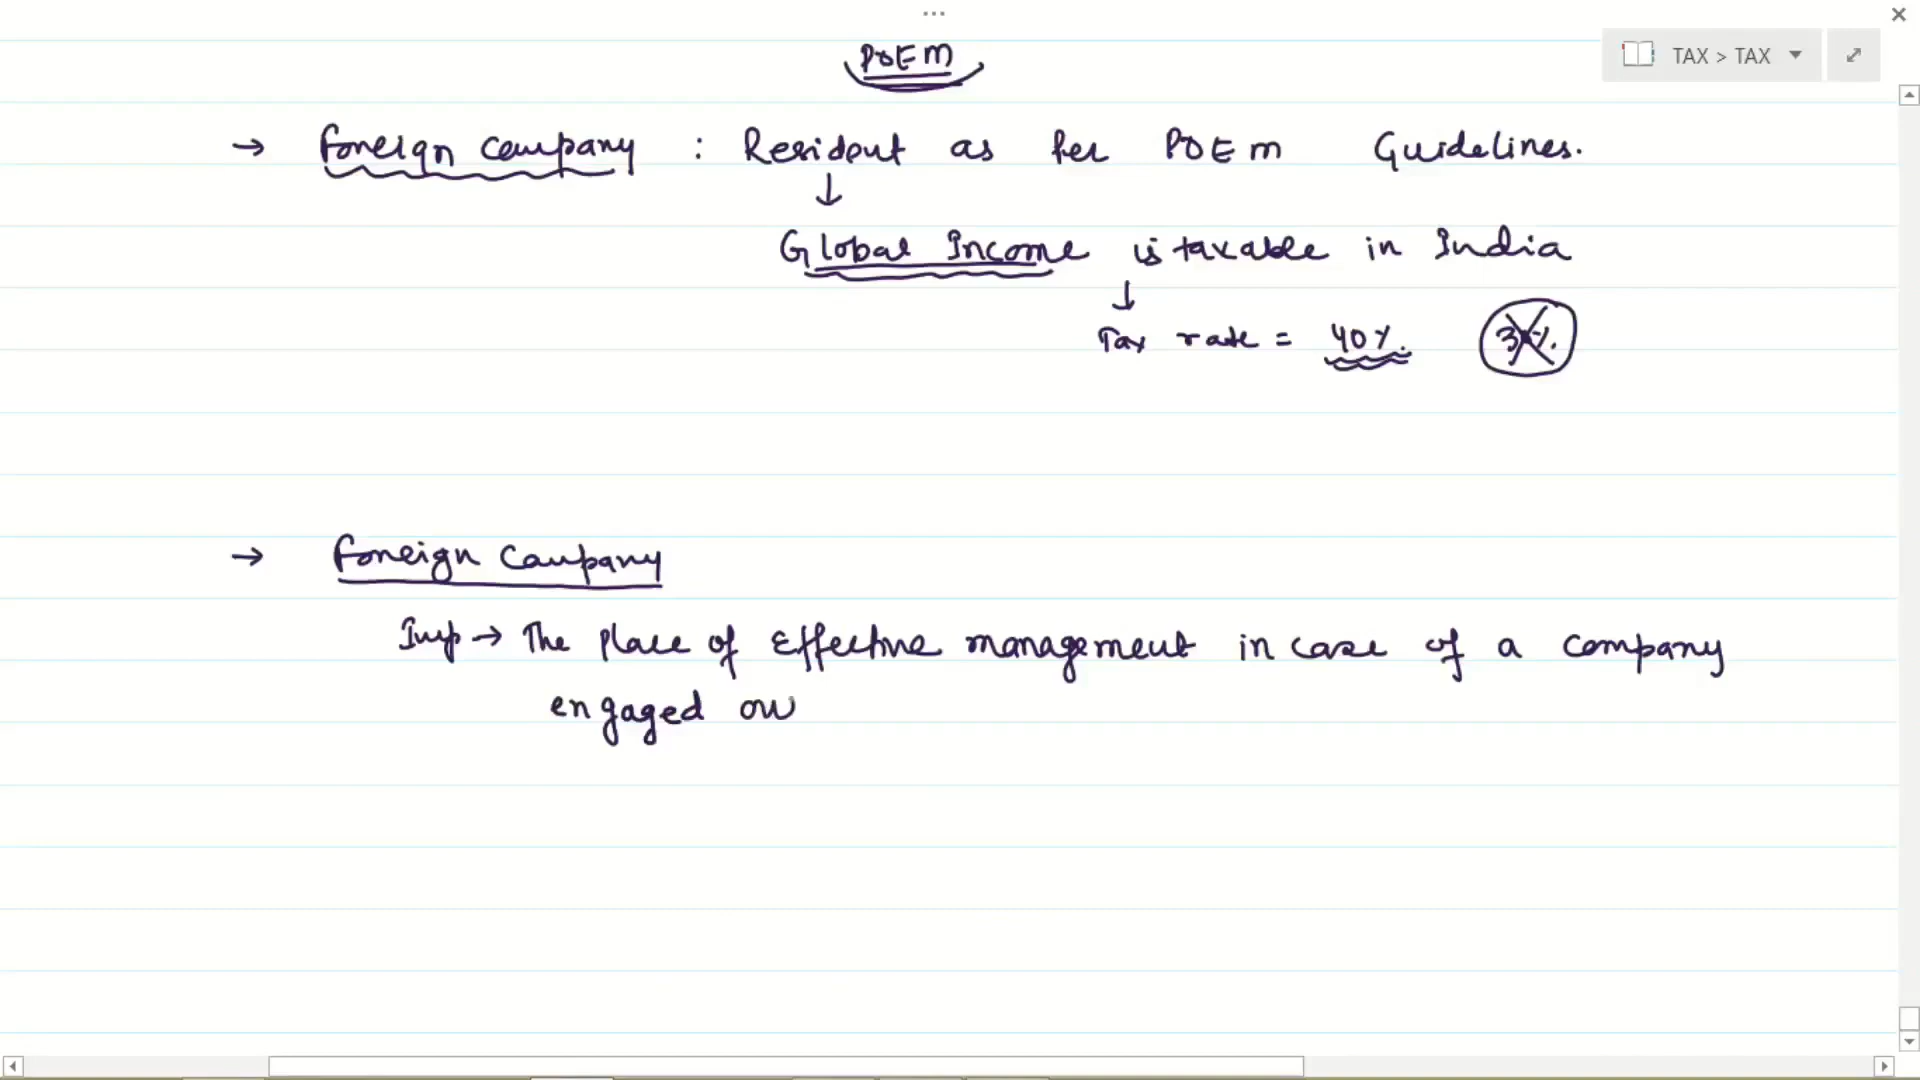 POEM
TAX > TAX
→ Foreign Company : Resident as per POEM Guidelines.
↓
Global Income is taxable in India
↓
Tax rate = 40%. 30%.
→ Foreign Company
Imp → The place of Effective management in case of a company
engaged ou